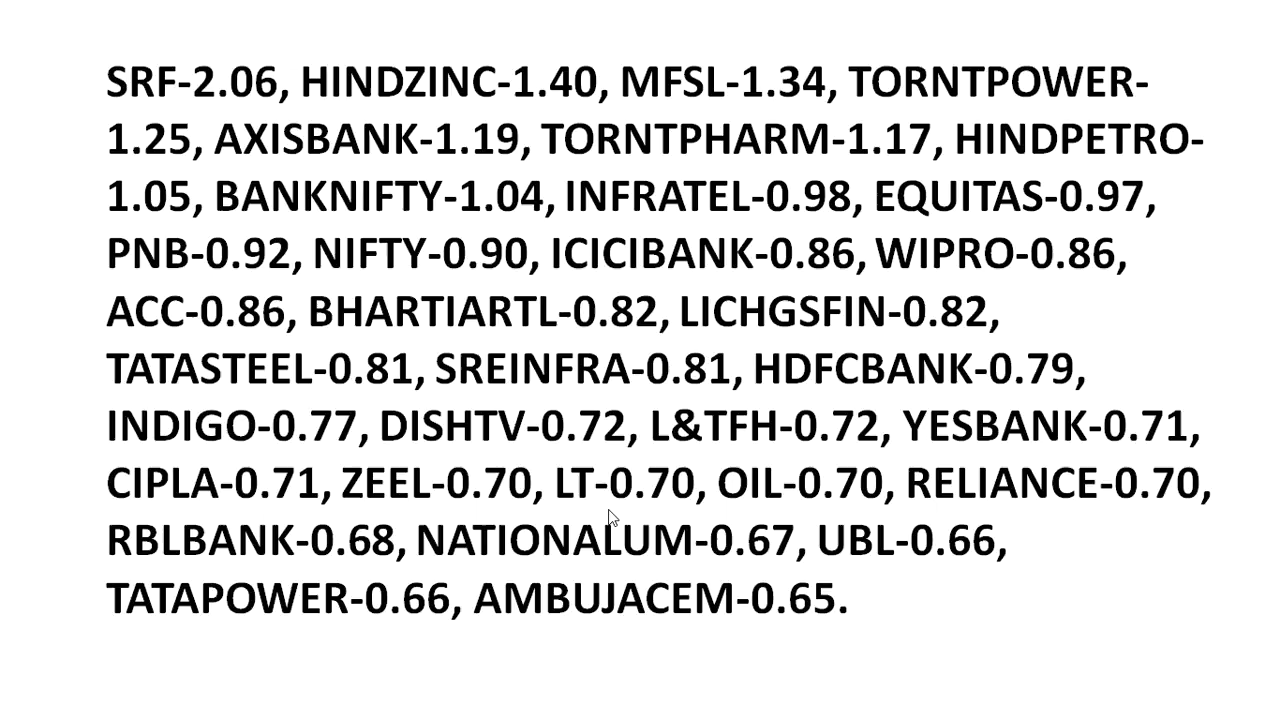 SRF-2.06, HINDZINC-1.40, MFSL-1.34, TORNTPOWER-
1.25, AXISBANK-1.19, TORNTPHARM-1.17, HINDPETRO-
1.05, BANKNIFTY-1.04, INFRATEL-0.98, EQUITAS-0.97,
PNB-0.92, NIFTY-0.90, ICICIBANK-0.86, WIPRO-0.86,
ACC-0.86, BHARTIARTL-0.82, LICHGSFIN-0.82,
TATASTEEL-0.81, SREINFRA-0.81, HDFCBANK-0.79,
INDIGO-0.77, DISHTV-0.72, L&TFH-0.72, YESBANK-0.71,
CIPLA-0.71, ZEEL-0.70, LT-0.70, OIL-0.70, RELIANCE-0.70,
RBLBANK-0.68, NATIONALUM-0.67, UBL-0.66,
TATAPOWER-0.66, AMBUJACEM-0.65.